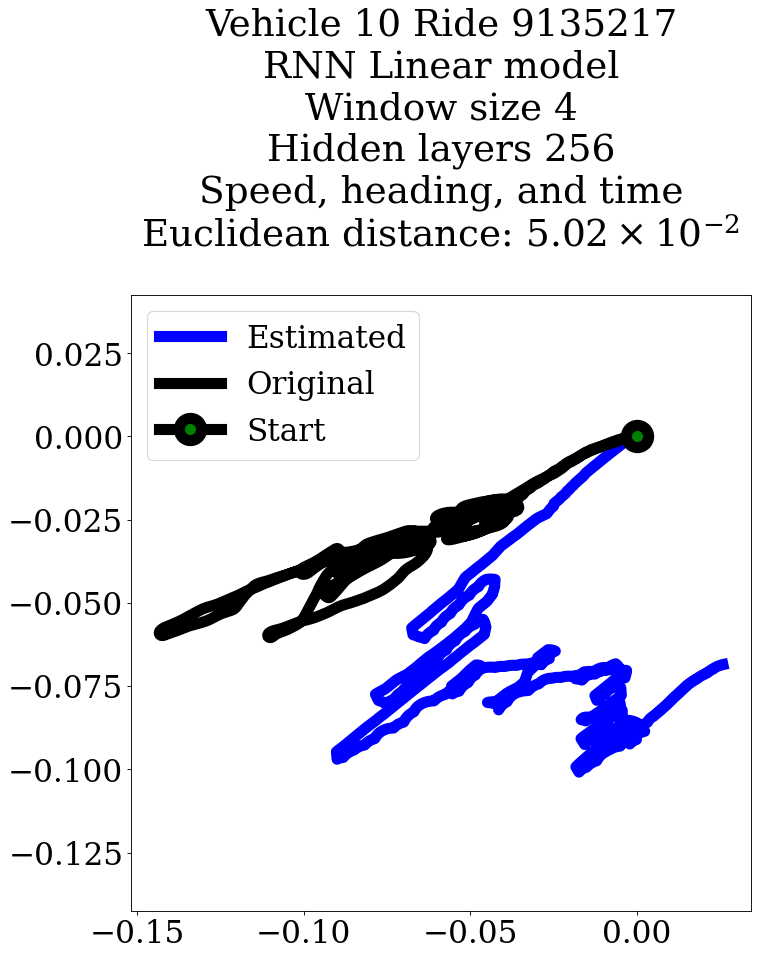 Vehicle 10 Ride 9135217
RNN Linear model
Window size 4
Hidden layers 256
Speed, heading, and time
Euclidean distance: 5.02 × 10⁻²
Estimated
Original
Start
0.025
0.000
−0.025
−0.050
−0.075
−0.100
−0.125
−0.15 −0.10 −0.05 0.00